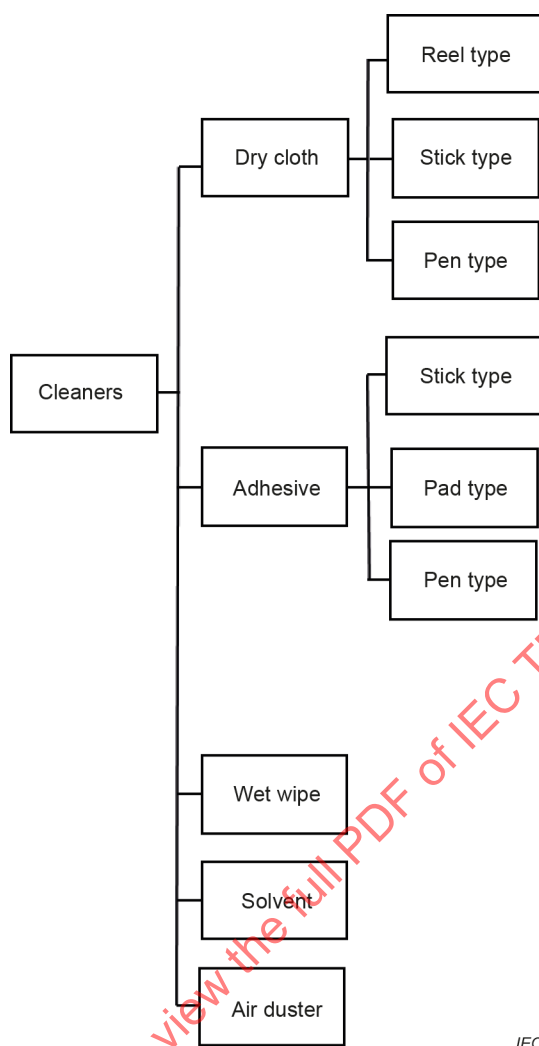 Reel type
Dry cloth
Stick type
Pen type
Cleaners
Stick type
Adhesive
Pad type
Pen type
Wet wipe
Solvent
Air duster
view the full PDF of IEC T
IEC